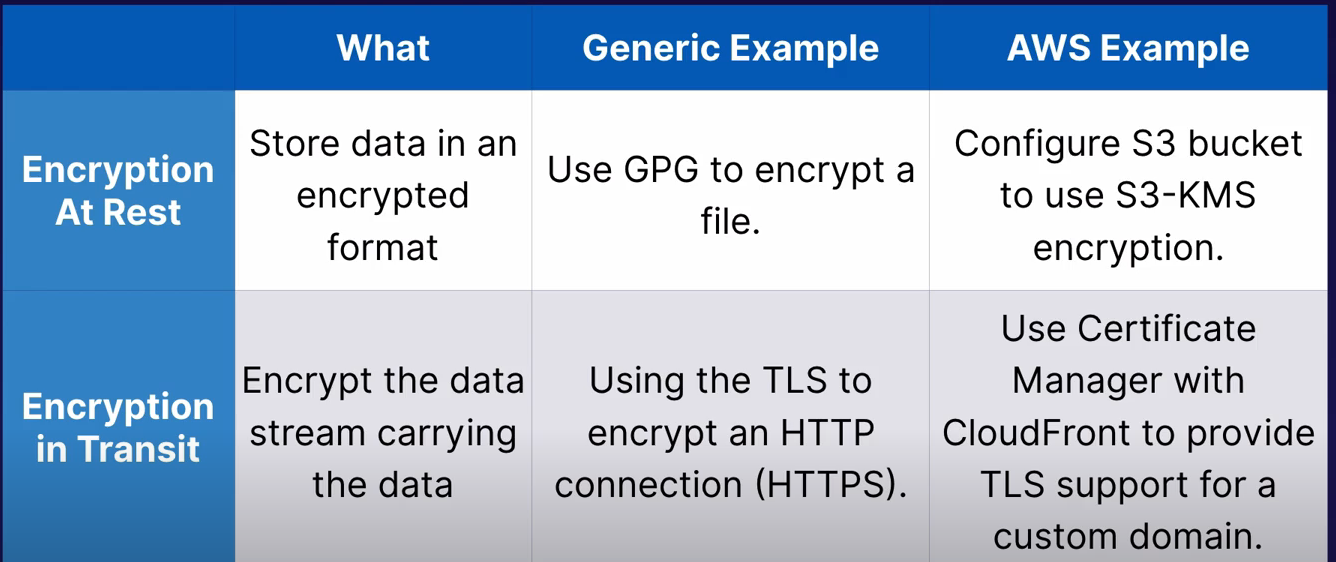 What
Generic Example
AWS Example
Encryption
At Rest
Store data in an
encrypted
format
Use GPG to encrypt a
file.
Configure S3 bucket
to use S3-KMS
encryption.
Encryption
in Transit
Encrypt the data
stream carrying
the data
Using the TLS to
encrypt an HTTP
connection (HTTPS).
Use Certificate
Manager with
CloudFront to provide
TLS support for a
custom domain.